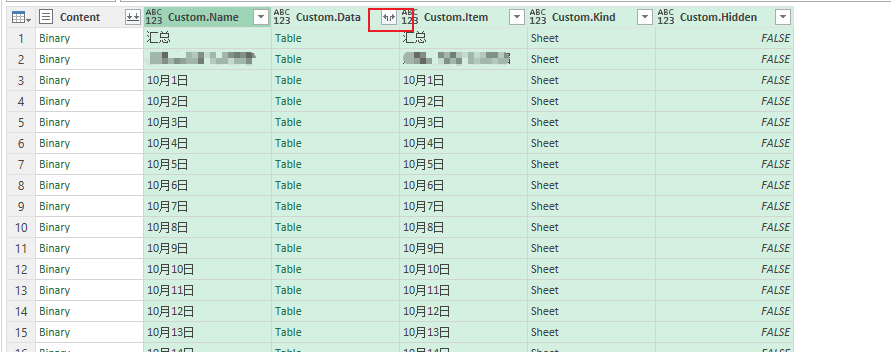 Content ABC 123 Custom.Name ABC 123 Custom.Data ABC 123 Custom.Item ABC 123 Custom.Kind ABC 123 Custom.Hidden
1 Binary 汇总 Table 汇总 Sheet FALSE
2 Binary Table Sheet FALSE
3 Binary 10月1日 Table 10月1日 Sheet FALSE
4 Binary 10月2日 Table 10月2日 Sheet FALSE
5 Binary 10月3日 Table 10月3日 Sheet FALSE
6 Binary 10月4日 Table 10月4日 Sheet FALSE
7 Binary 10月5日 Table 10月5日 Sheet FALSE
8 Binary 10月6日 Table 10月6日 Sheet FALSE
9 Binary 10月7日 Table 10月7日 Sheet FALSE
10 Binary 10月8日 Table 10月8日 Sheet FALSE
11 Binary 10月9日 Table 10月9日 Sheet FALSE
12 Binary 10月10日 Table 10月10日 Sheet FALSE
13 Binary 10月11日 Table 10月11日 Sheet FALSE
14 Binary 10月12日 Table 10月12日 Sheet FALSE
15 Binary 10月13日 Table 10月13日 Sheet FALSE
16 Binary 10月14日 Table 10月14日 Sheet FALSE